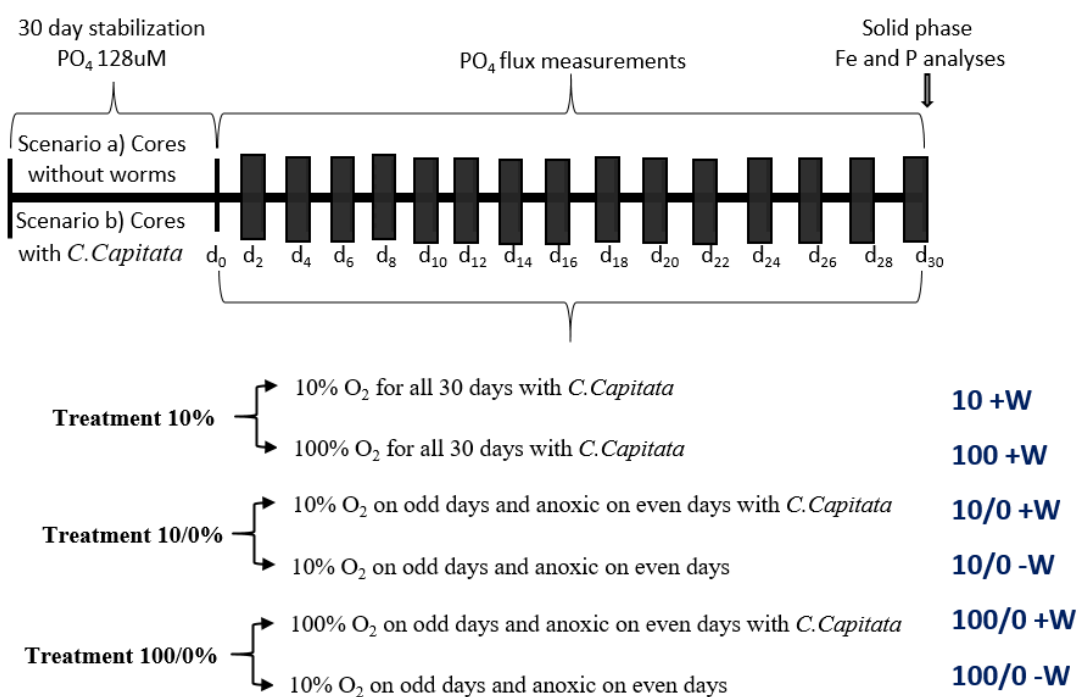 30 day stabilization
PO₄ 128uM
PO₄ flux measurements
Solid phase
Fe and P analyses
Scenario a) Cores
without worms
Scenario b) Cores
with C.Capitata
d₀ d₂ d₄ d₆ d₈ d₁₀ d₁₂ d₁₄ d₁₆ d₁₈ d₂₀ d₂₂ d₂₄ d₂₆ d₂₈ d₃₀
Treatment 10%
10% O₂ for all 30 days with C.Capitata
10 +W
100% O₂ for all 30 days with C.Capitata
100 +W
Treatment 10/0%
10% O₂ on odd days and anoxic on even days with C.Capitata
10/0 +W
10% O₂ on odd days and anoxic on even days
10/0 -W
Treatment 100/0%
100% O₂ on odd days and anoxic on even days with C.Capitata
100/0 +W
10% O₂ on odd days and anoxic on even days
100/0 -W